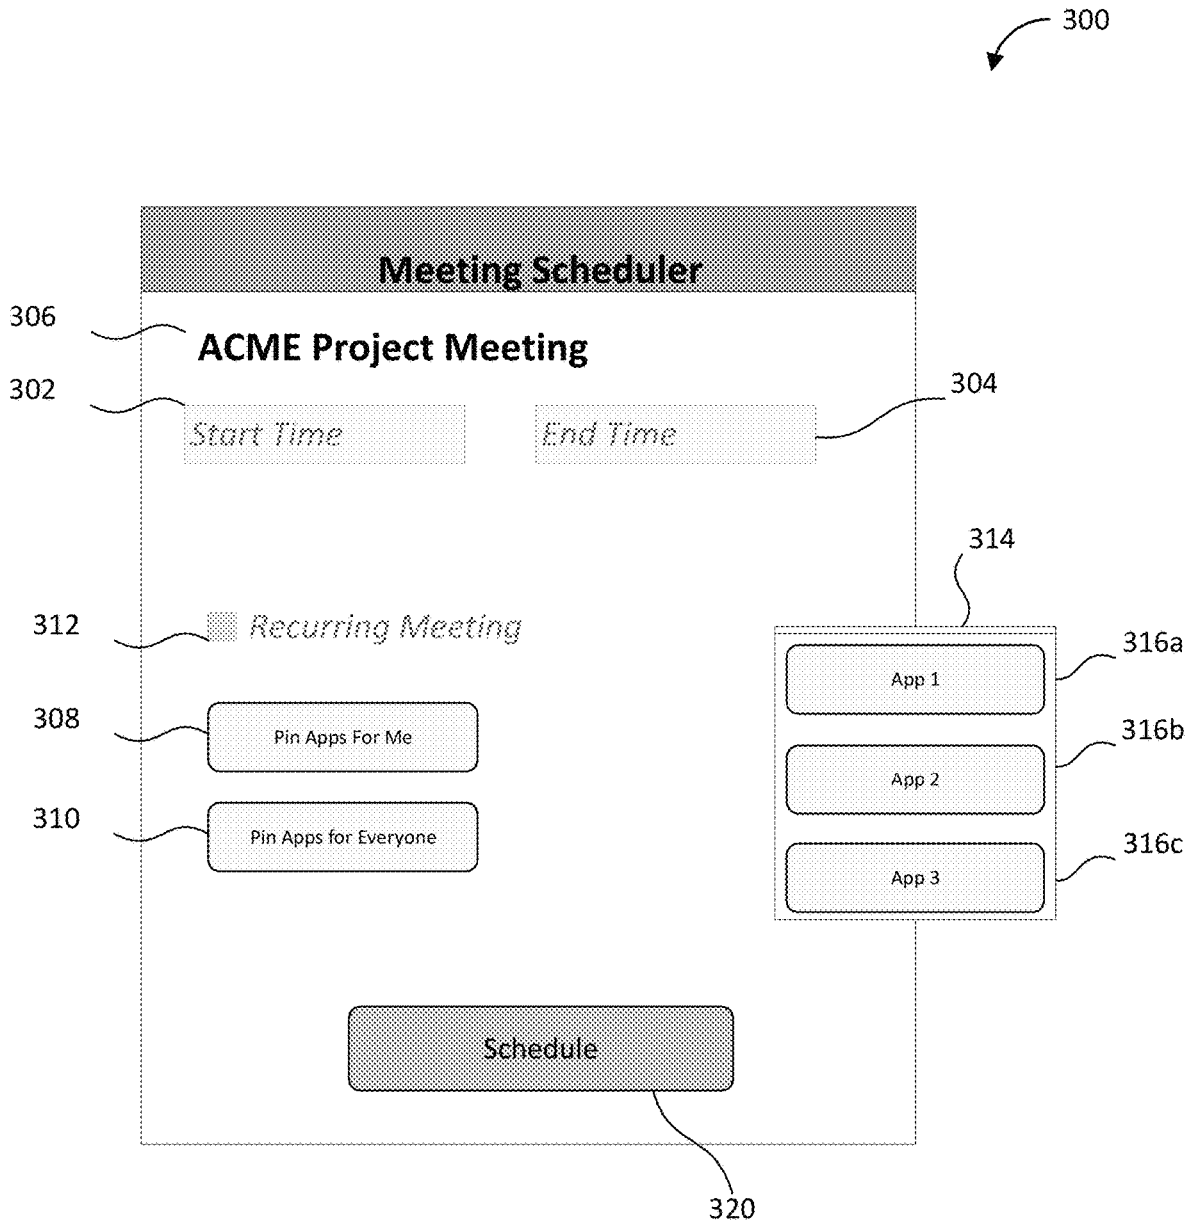 300
Meeting Scheduler
306
ACME Project Meeting
302
304
Start Time
End Time
314
312
Recurring Meeting
316a
App 1
308
Pin Apps For Me
316b
App 2
310
Pin Apps for Everyone
316c
App 3
Schedule
320